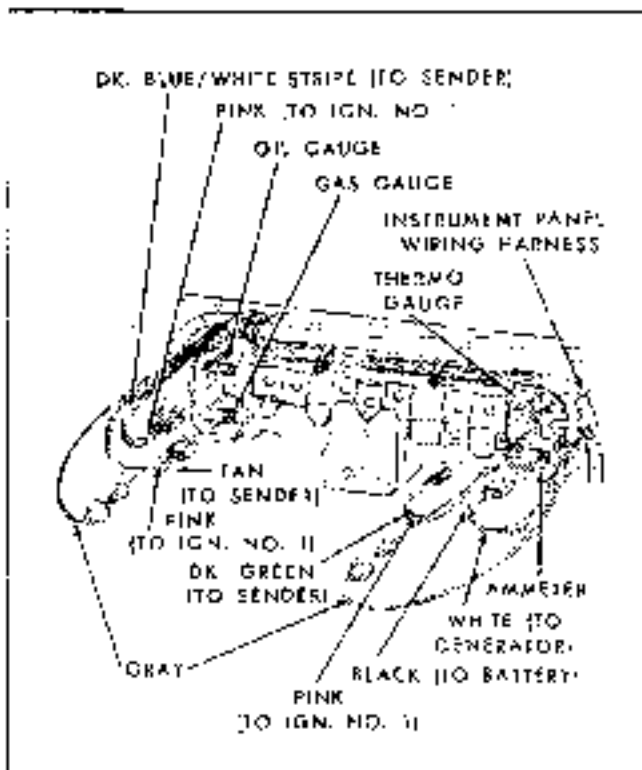 DK. BLUE/WHITE STRIPE (TO SENDER)
PINK (TO IGN. NO.
OIL GAUGE
GAS GAUGE
INSTRUMENT PANEL
WIRING HARNESS
THERMO
GAUGE
TAN
(TO SENDER)
PINK
(TO IGN. NO. 1)
DK. GREEN
(TO SENDER)
AMMETER
WHITE (TO
GENERATOR)
GRAY
BLACK (TO BATTERY)
PINK
(TO IGN. NO. 1)